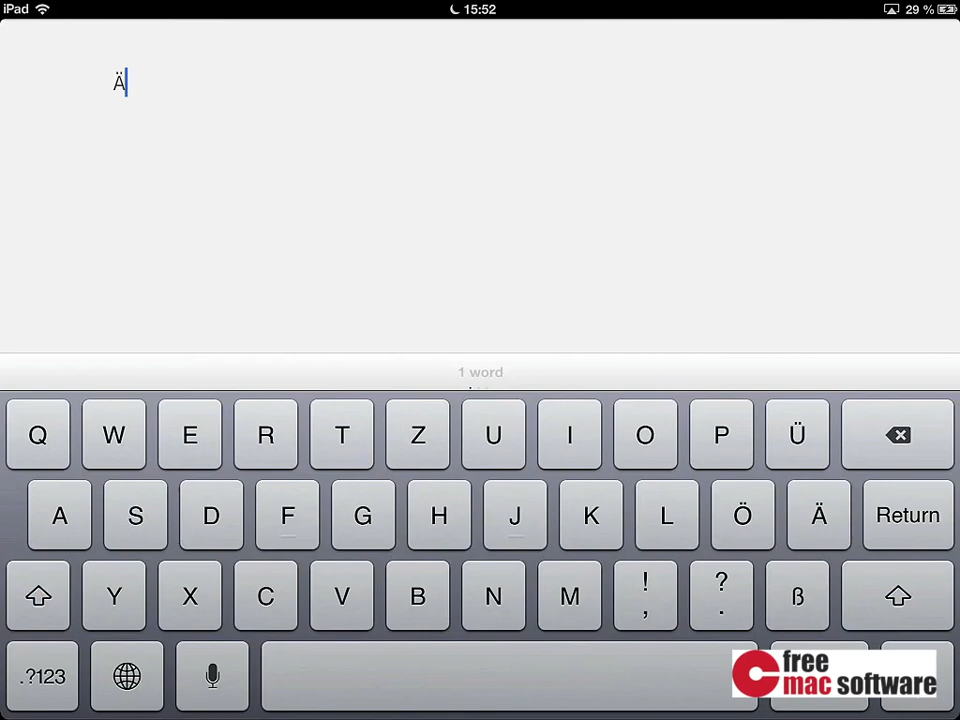 iPad 15:52 29 %
Ä
1 word
Q W E R T Z U I O P Ü
A S D F G H J K L Ö Ä Return
! ?
Y X C V B N M , . ß
.?123
free
mac software